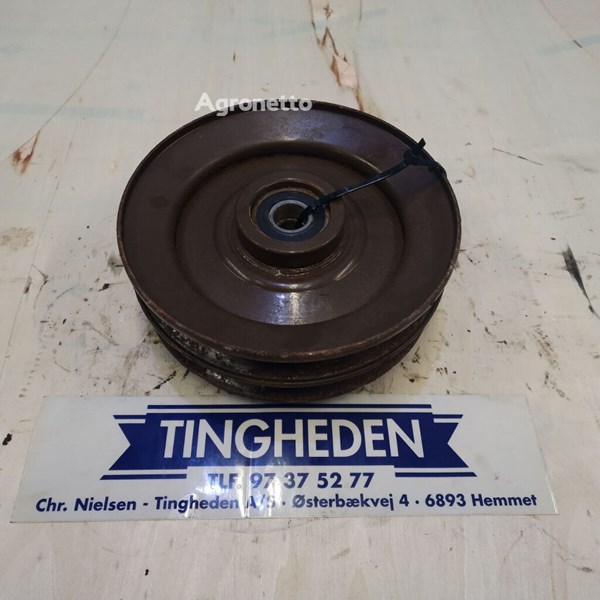 Agronetto
TINGHEDEN
TLF. 97 37 52 77
Chr. Nielsen - Tingheden A/S · Østerbækvej 4 · 6893 Hemmet